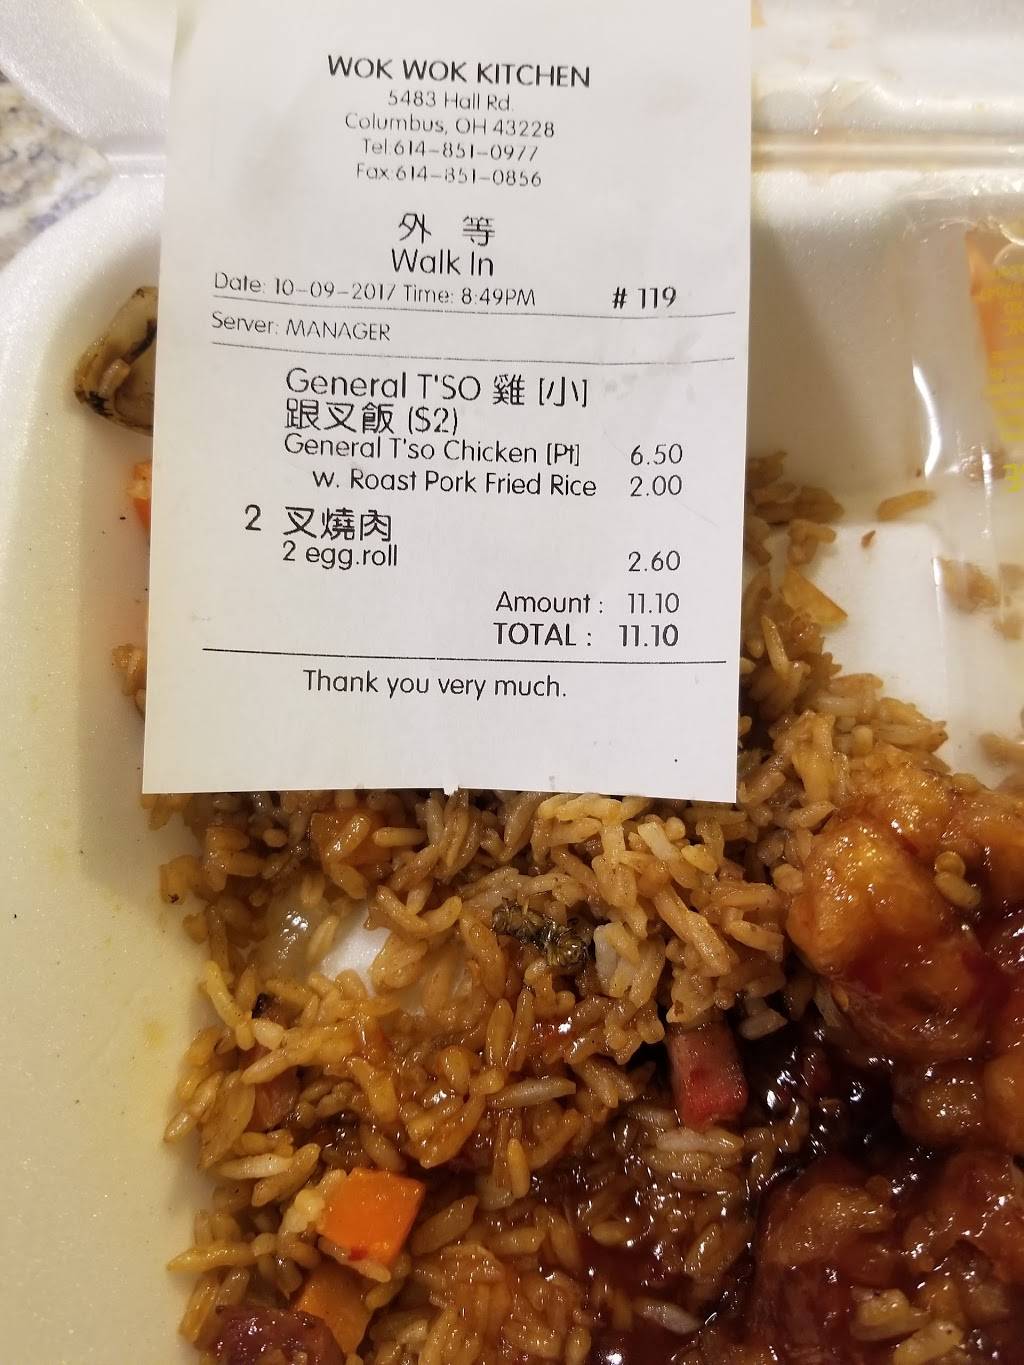 WOK WOK KITCHEN
5483 Hall Rd.
Columbus, OH 43228
Tel:614-851-0977
Fax:614-851-0856
外 等
Walk In
Date: 10-09-2017 Time: 8:49PM # 119
Server: MANAGER
General T'SO 雞 [小]
跟叉飯 ($2)
General T'so Chicken [Pt] 6.50
w. Roast Pork Fried Rice 2.00
2 叉燒肉
2 egg.roll 2.60
Amount : 11.10
TOTAL : 11.10
Thank you very much.